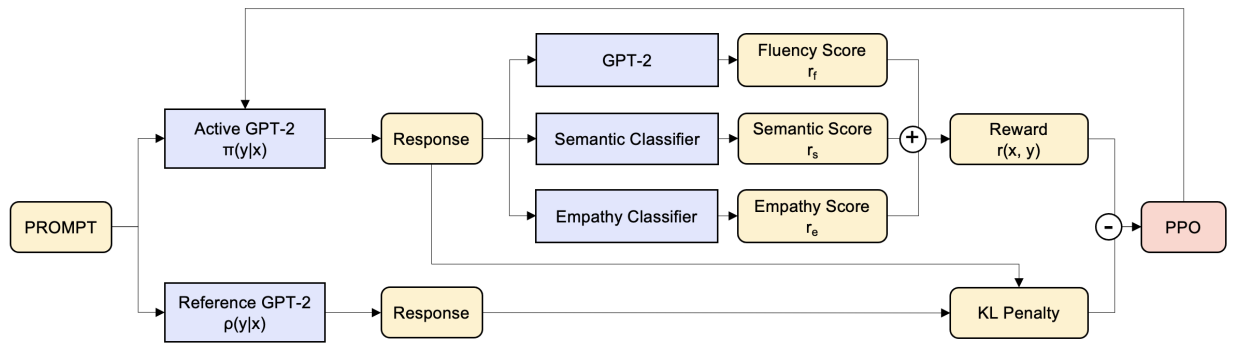 PROMPT
Active GPT-2
π(y|x)
Response
GPT-2
Fluency Score
r_f
Semantic Classifier
Semantic Score
r_s
Empathy Classifier
Empathy Score
r_e
+
Reward
r(x, y)
-
PPO
Reference GPT-2
ρ(y|x)
Response
KL Penalty